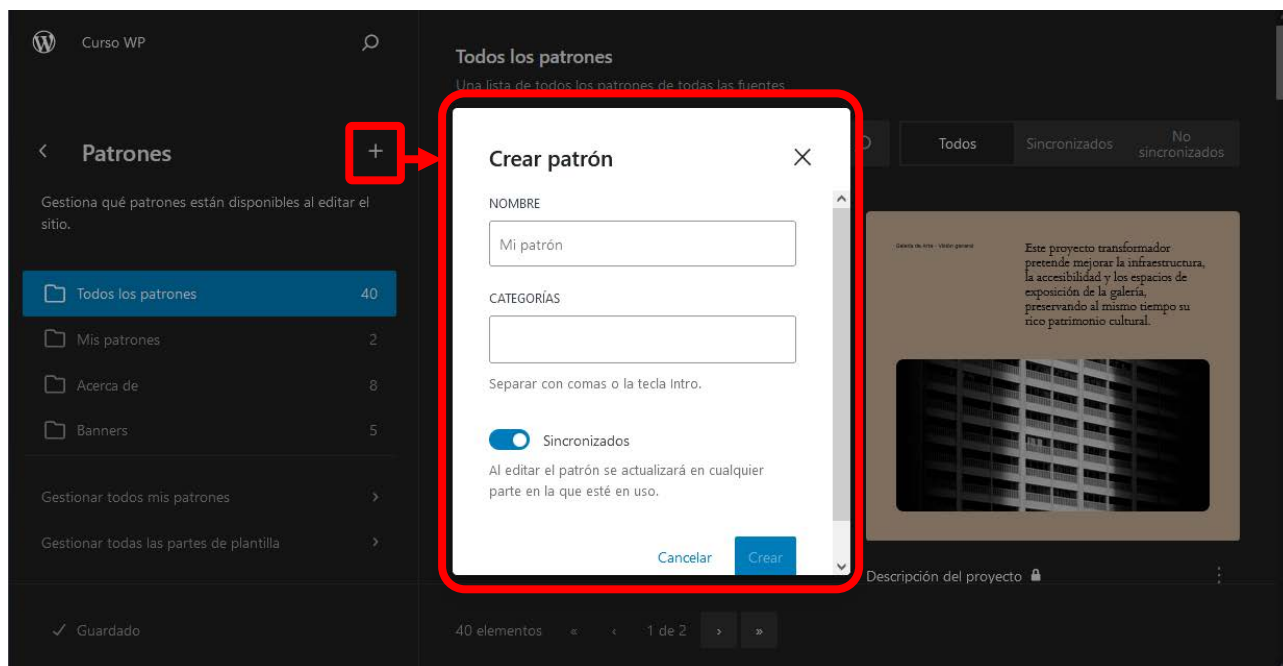 Curso WP
Patrones
Gestiona qué patrones están disponibles al editar el
sitio.
Todos los patrones 40
Mis patrones 2
Acerca de 8
Banners 5
Gestionar todos mis patrones
Gestionar todas las partes de plantilla
Guardado
Todos los patrones
Una lista de todos los patrones de todas las fuentes
Todos
Sincronizados
No
sincronizados
Crear patrón
NOMBRE
Mi patrón
CATEGORÍAS
Separar con comas o la tecla Intro.
Sincronizados
Al editar el patrón se actualizará en cualquier
parte en la que esté en uso.
Cancelar
Crear
Galería de Arte - Visión general
Este proyecto transformador
pretende mejorar la infraestructura,
la accesibilidad y los espacios de
exposición de la galería,
preservando al mismo tiempo su
rico patrimonio cultural.
Descripción del proyecto
40 elementos « ‹ 1 de 2 › »